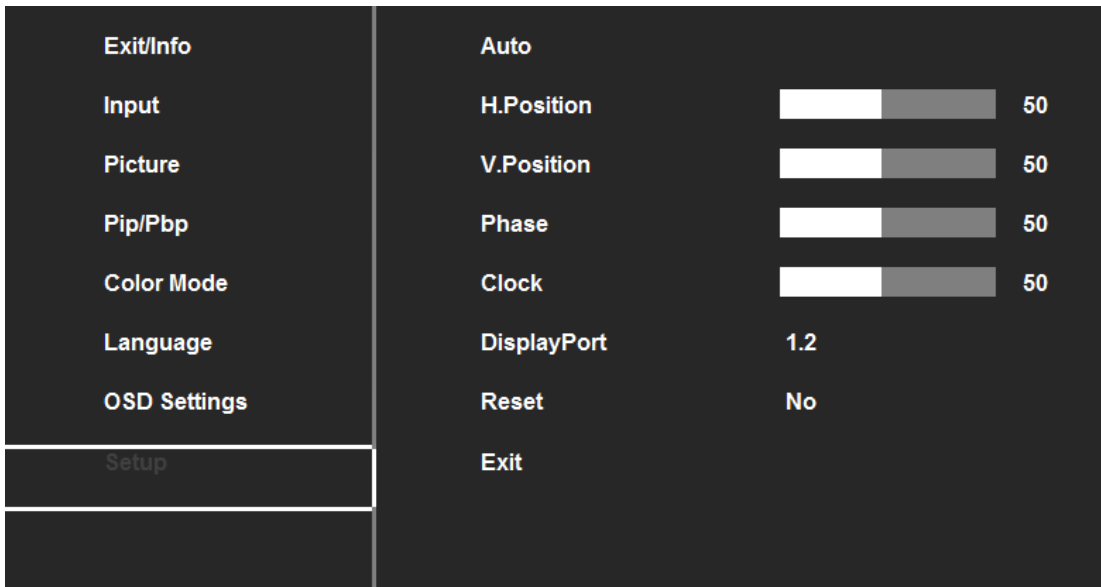 Exit/Info
Input
Picture
Pip/Pbp
Color Mode
Language
OSD Settings
Setup
Auto
H.Position 50
V.Position 50
Phase 50
Clock 50
DisplayPort 1.2
Reset No
Exit